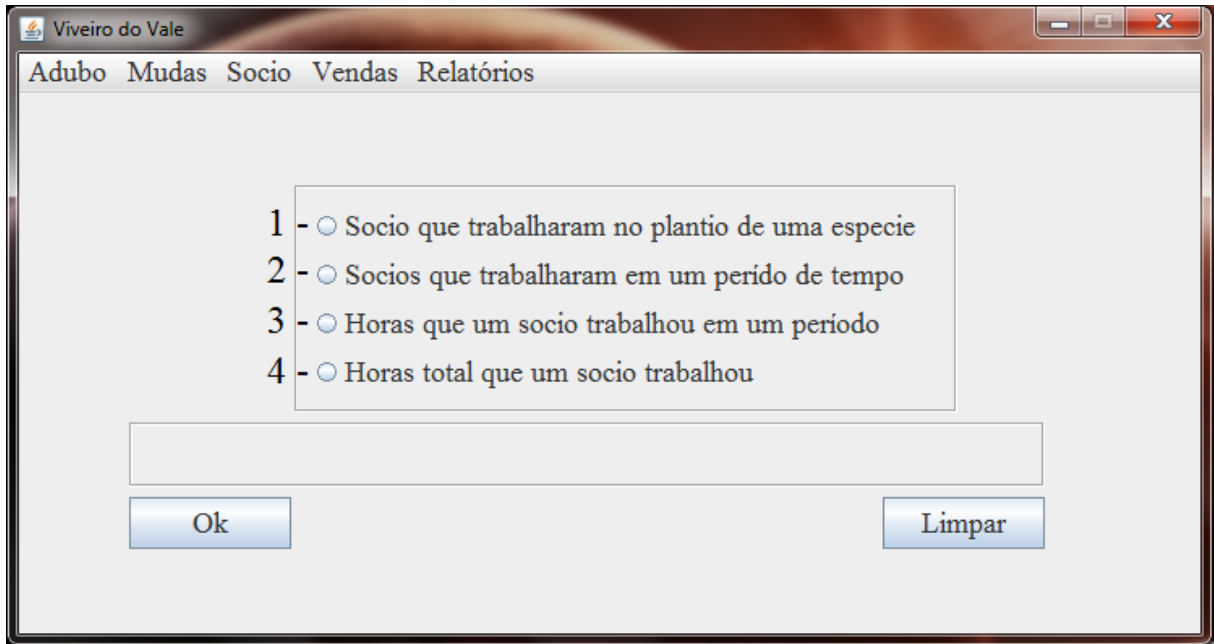 Viveiro do Vale
Adubo Mudas Socio Vendas Relatórios
1 - Socio que trabalharam no plantio de uma especie
2 - Socios que trabalharam em um perído de tempo
3 - Horas que um socio trabalhou em um período
4 - Horas total que um socio trabalhou
Ok Limpar